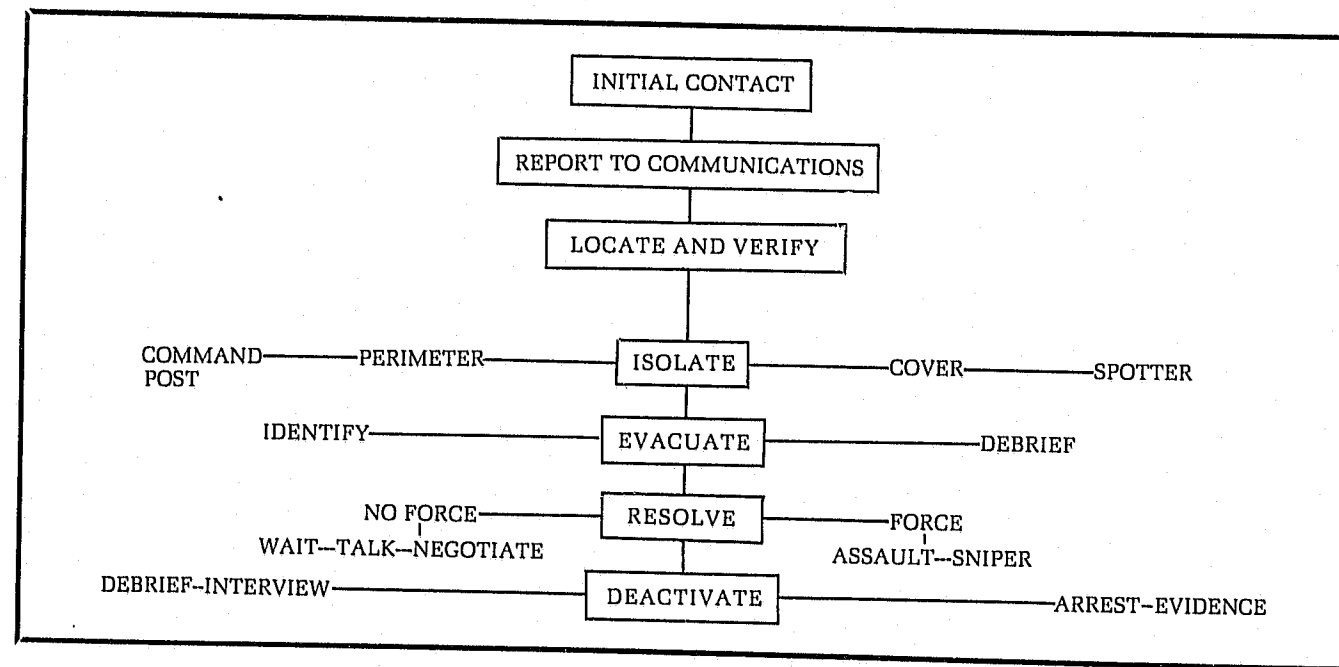 INITIAL CONTACT
REPORT TO COMMUNICATIONS
LOCATE AND VERIFY
COMMAND POST PERIMETER ISOLATE COVER SPOTTER
IDENTIFY EVACUATE DEBRIEF
NO FORCE RESOLVE FORCE
WAIT--TALK--NEGOTIATE ASSAULT--SNIPER
DEBRIEF--INTERVIEW DEACTIVATE ARREST-EVIDENCE